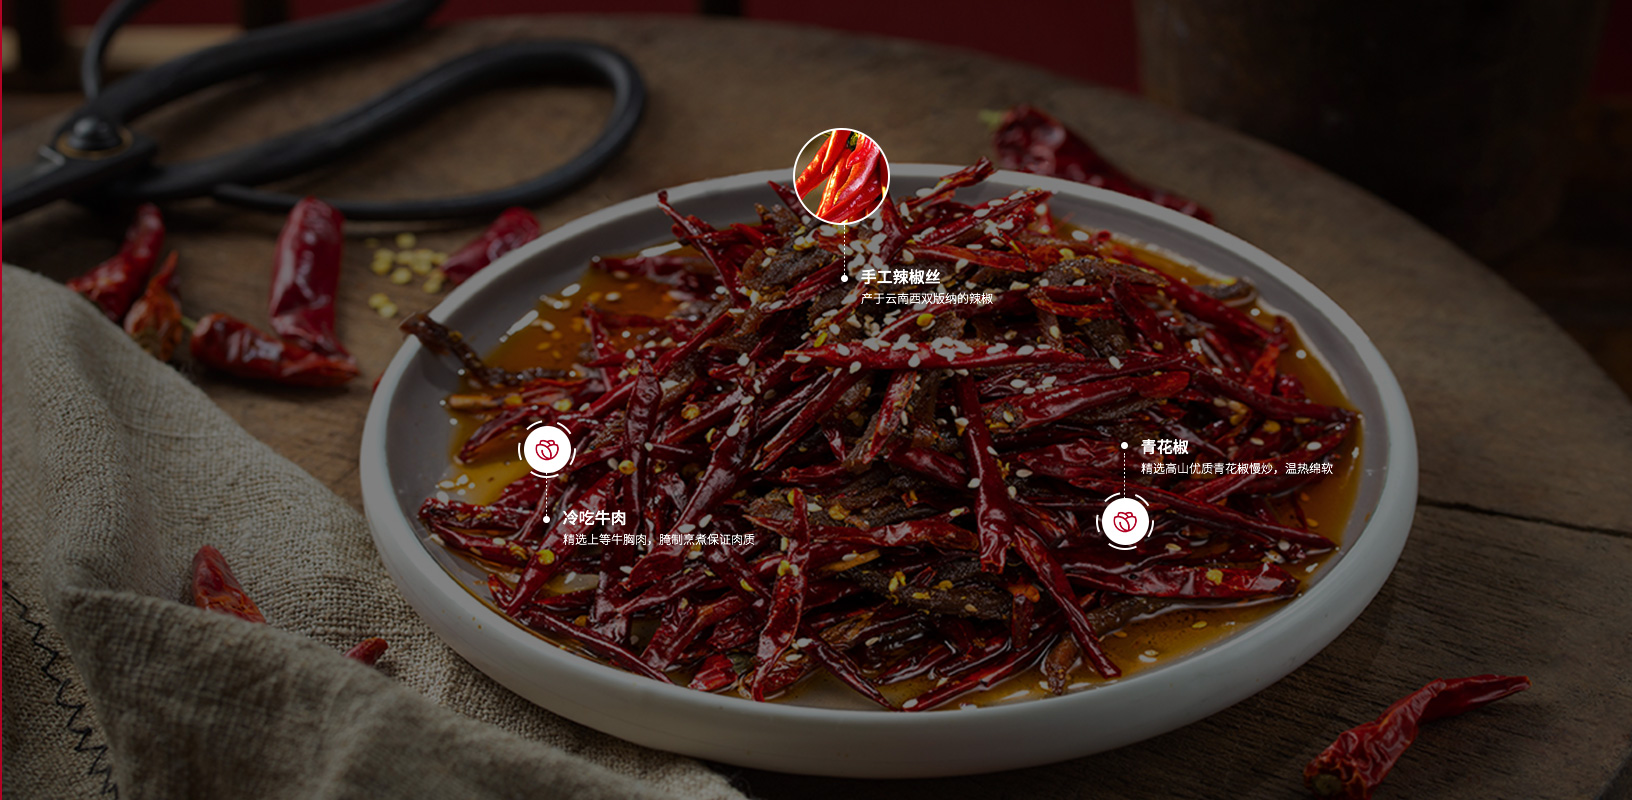 手工辣椒丝
产于云南西双版纳的辣椒
青花椒
精选高山优质青花椒慢炒，温热绵软
冷吃牛肉
精选上等牛胸肉，腌制烹煮保证肉质